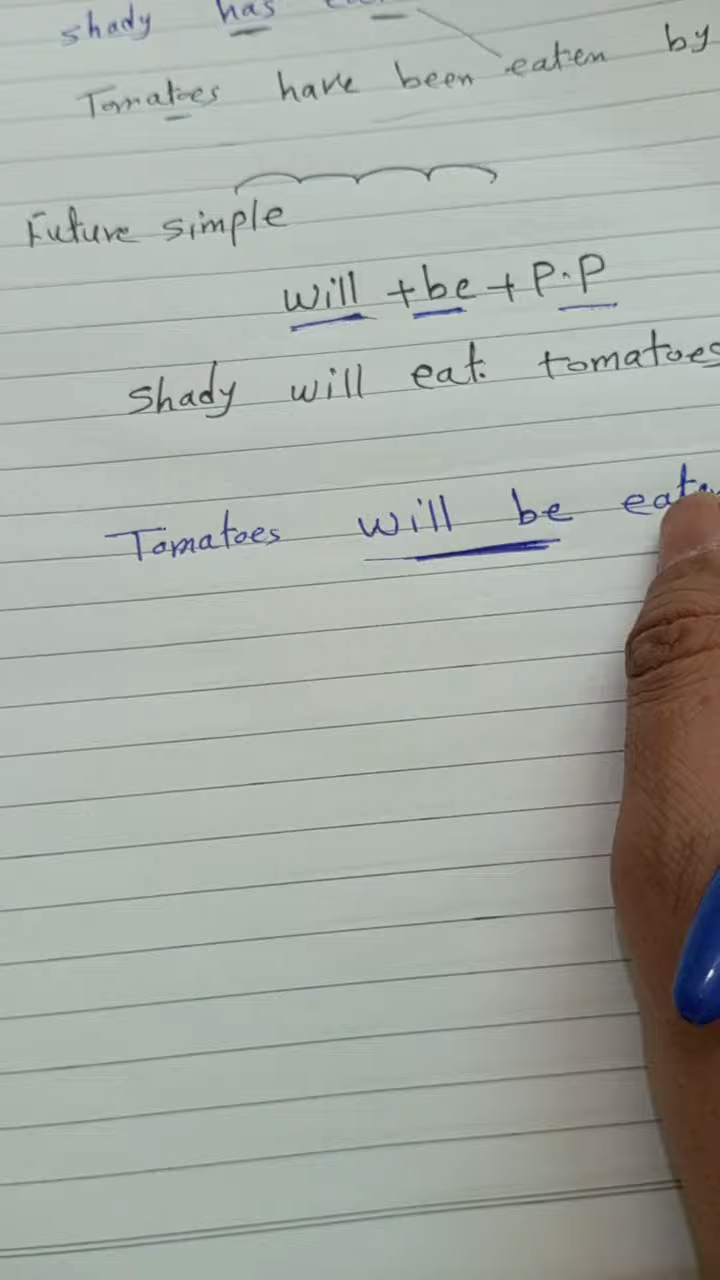 shady has
Tomatoes have been eaten by
Future simple
will + be + P.P
Shady will eat. tomatoes
Tomatoes will be